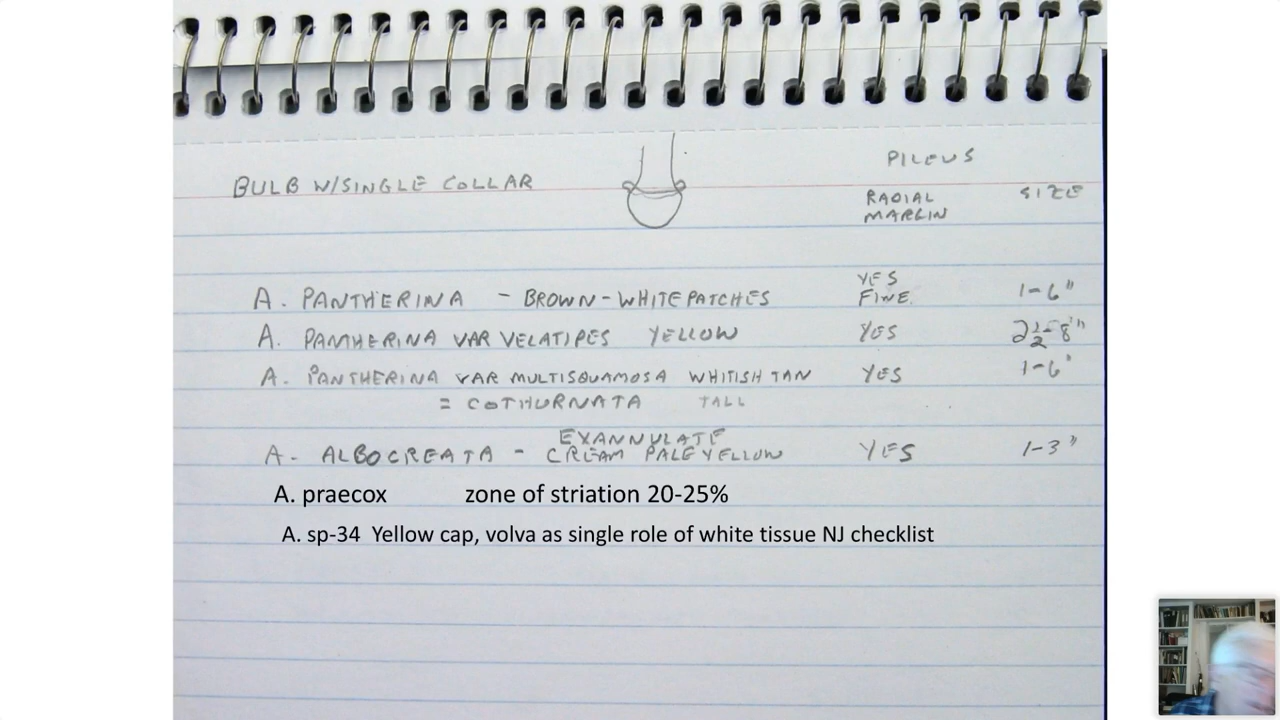 PILEUS
BULB W/SINGLE COLLAR
RADIAL MARGIN
SIZE
YES FINE
A. PANTHERINA - BROWN-WHITE PATCHES 1-6"
A. PANTHERINA VAR VELATIPES YELLOW YES 2 1/2-8"
A. PANTHERINA VAR MULTISQUAMOSA WHITISH TAN YES 1-6"
= COTHURNATA TALL
EXANNULATE
A. ALBOCREATA - CREAM PALE YELLOW YES 1-3"
A. praecox zone of striation 20-25%
A. sp-34 Yellow cap, volva as single role of white tissue NJ checklist